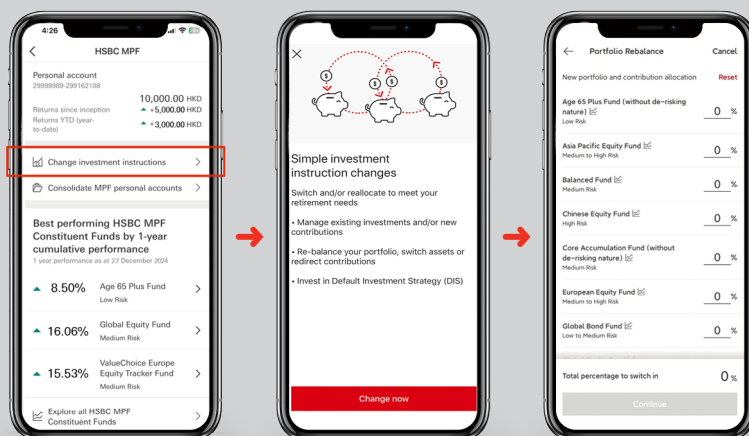 4:26
HSBC MPF
Personal account
29999989-299162108
10,000.00 HKD
Returns since inception
+5,000.00 HKD
Returns YTD (year-
to-date)
+3,000.00 HKD
Change investment instructions
Consolidate MPF personal accounts
Best performing HSBC MPF
Constituent Funds by 1-year
cumulative performance
1 year performance as at 27 December 2024
8.50%
Age 65 Plus Fund
Low Risk
16.06%
Global Equity Fund
Medium Risk
15.53%
ValueChoice Europe
Equity Tracker Fund
Medium Risk
Explore all HSBC MPF
Constituent Funds
Simple investment
instruction changes
Switch and/or reallocate to meet your
retirement needs
• Manage existing investments and/or new
contributions
• Re-balance your portfolio, switch assets or
redirect contributions
• Invest in Default Investment Strategy (DIS)
Change now
Portfolio Rebalance
Cancel
New portfolio and contribution allocation
Reset
Age 65 Plus Fund (without de-risking
nature)
Low Risk
0 %
Asia Pacific Equity Fund
Medium to High Risk
0 %
Balanced Fund
Medium Risk
0 %
Chinese Equity Fund
High Risk
0 %
Core Accumulation Fund (without
de-risking nature)
Medium Risk
0 %
European Equity Fund
Medium to High Risk
0 %
Global Bond Fund
Low to Medium Risk
0 %
Total percentage to switch in
0 %
Continue